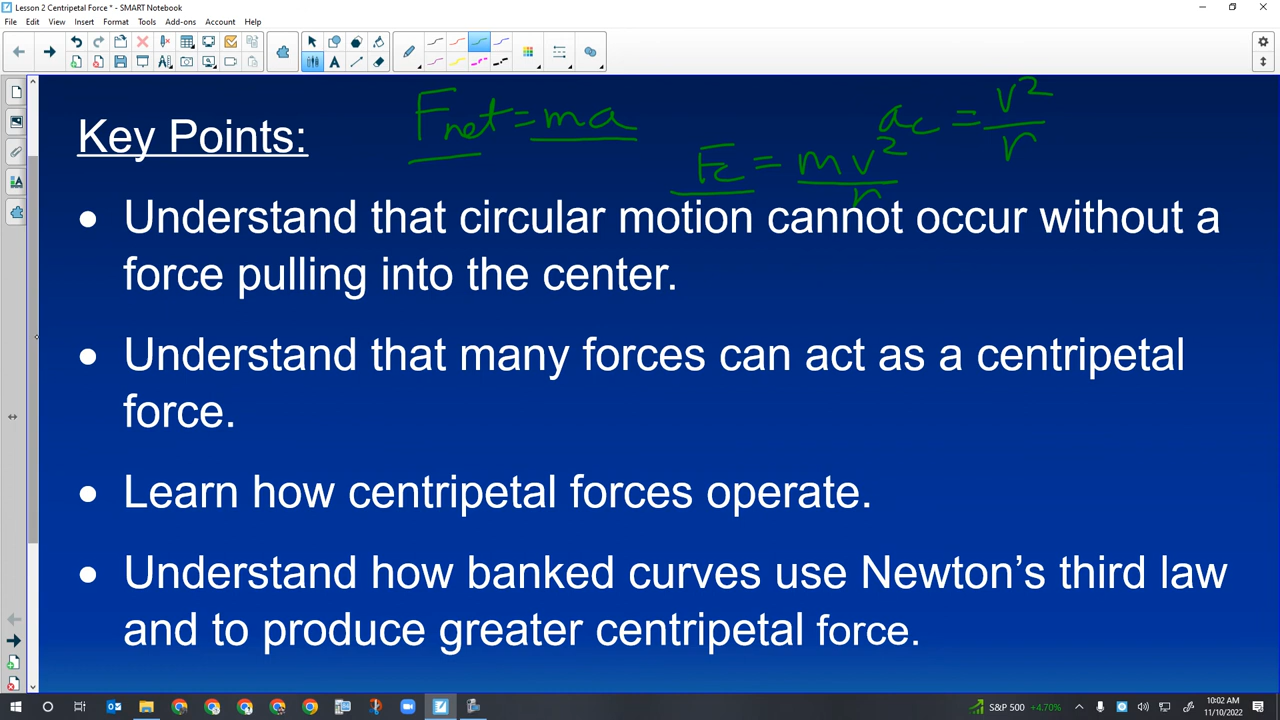 Lesson 2 Centripetal Force * - SMART Notebook
File Edit View Insert Format Tools Add-ons Account Help
Key Points:
Fnet = ma
ac = v²/r
Fc = mv²/r
• Understand that circular motion cannot occur without a
force pulling into the center.
• Understand that many forces can act as a centripetal
force.
• Learn how centripetal forces operate.
• Understand how banked curves use Newton’s third law
and to produce greater centripetal force.
S&P 500 +4.70%
10:02 AM
11/10/2022